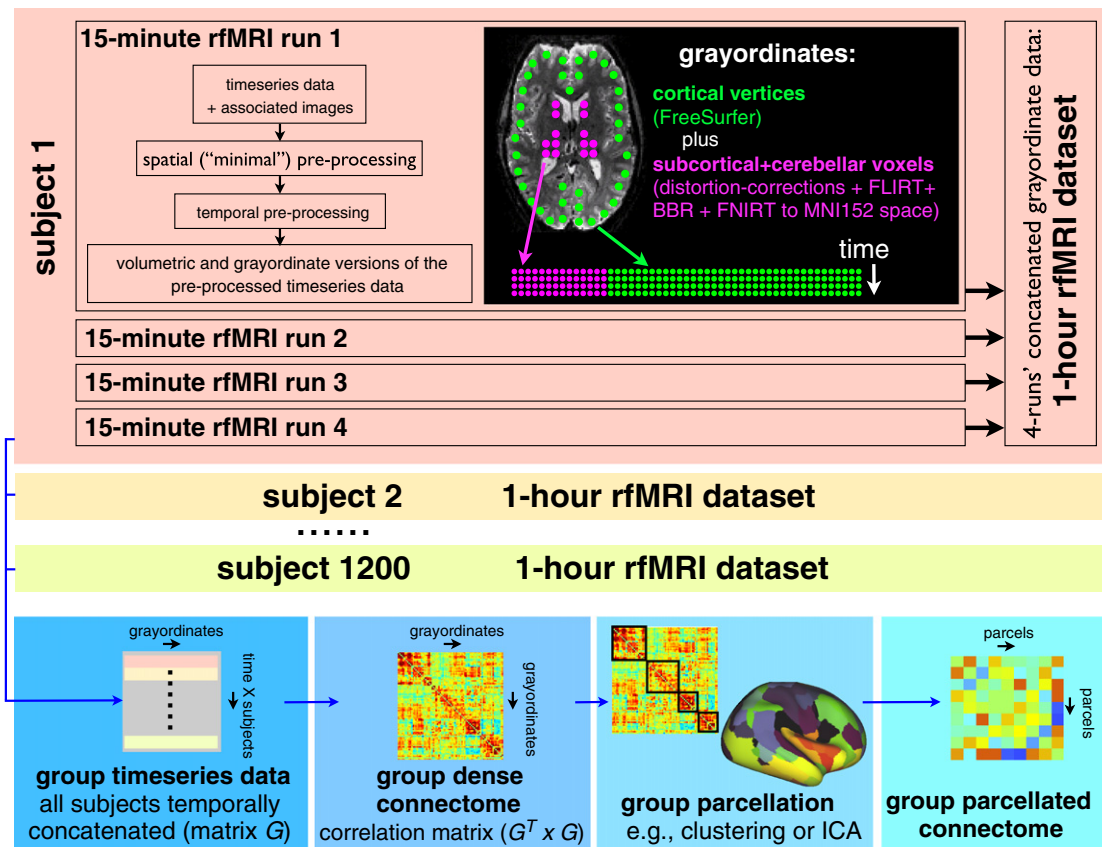 subject 1
15-minute rfMRI run 1
timeseries data
+ associated images
spatial (“minimal”) pre-processing
temporal pre-processing
volumetric and grayordinate versions of the
pre-processed timeseries data
grayordinates:
cortical vertices
(FreeSurfer)
plus
subcortical+cerebellar voxels
(distortion-corrections + FLIRT+
BBR + FNIRT to MNI152 space)
time
15-minute rfMRI run 2
15-minute rfMRI run 3
15-minute rfMRI run 4
4-runs’ concatenated grayordinate data:
1-hour rfMRI dataset
subject 2 1-hour rfMRI dataset
......
subject 1200 1-hour rfMRI dataset
grayordinates
time X subjects
group timeseries data
all subjects temporally
concatenated (matrix G)
grayordinates
grayordinates
group dense
connectome
correlation matrix (G^T x G)
group parcellation
e.g., clustering or ICA
parcels
parcels
group parcellated
connectome